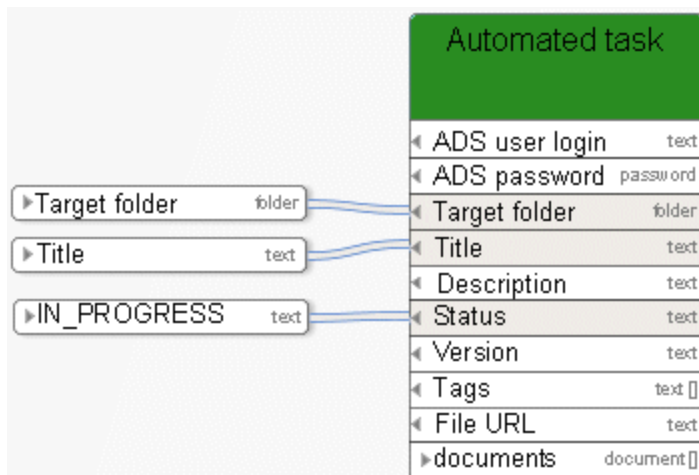 Automated task
ADS user login text
ADS password password
Target folder folder
Target folder folder
Title text
Title text
Description text
IN_PROGRESS text
Status text
Version text
Tags text []
File URL text
documents document[]